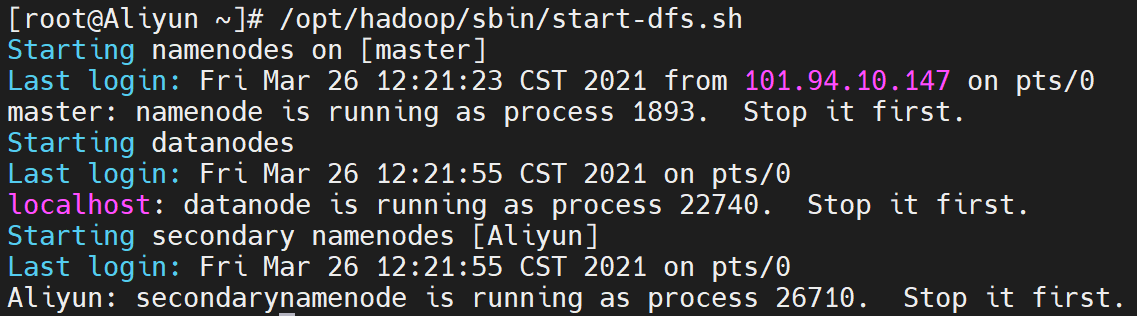 [root@Aliyun ~]# /opt/hadoop/sbin/start-dfs.sh
Starting namenodes on [master]
Last login: Fri Mar 26 12:21:23 CST 2021 from 101.94.10.147 on pts/0
master: namenode is running as process 1893.  Stop it first.
Starting datanodes
Last login: Fri Mar 26 12:21:55 CST 2021 on pts/0
localhost: datanode is running as process 22740.  Stop it first.
Starting secondary namenodes [Aliyun]
Last login: Fri Mar 26 12:21:55 CST 2021 on pts/0
Aliyun: secondarynamenode is running as process 26710.  Stop it first.